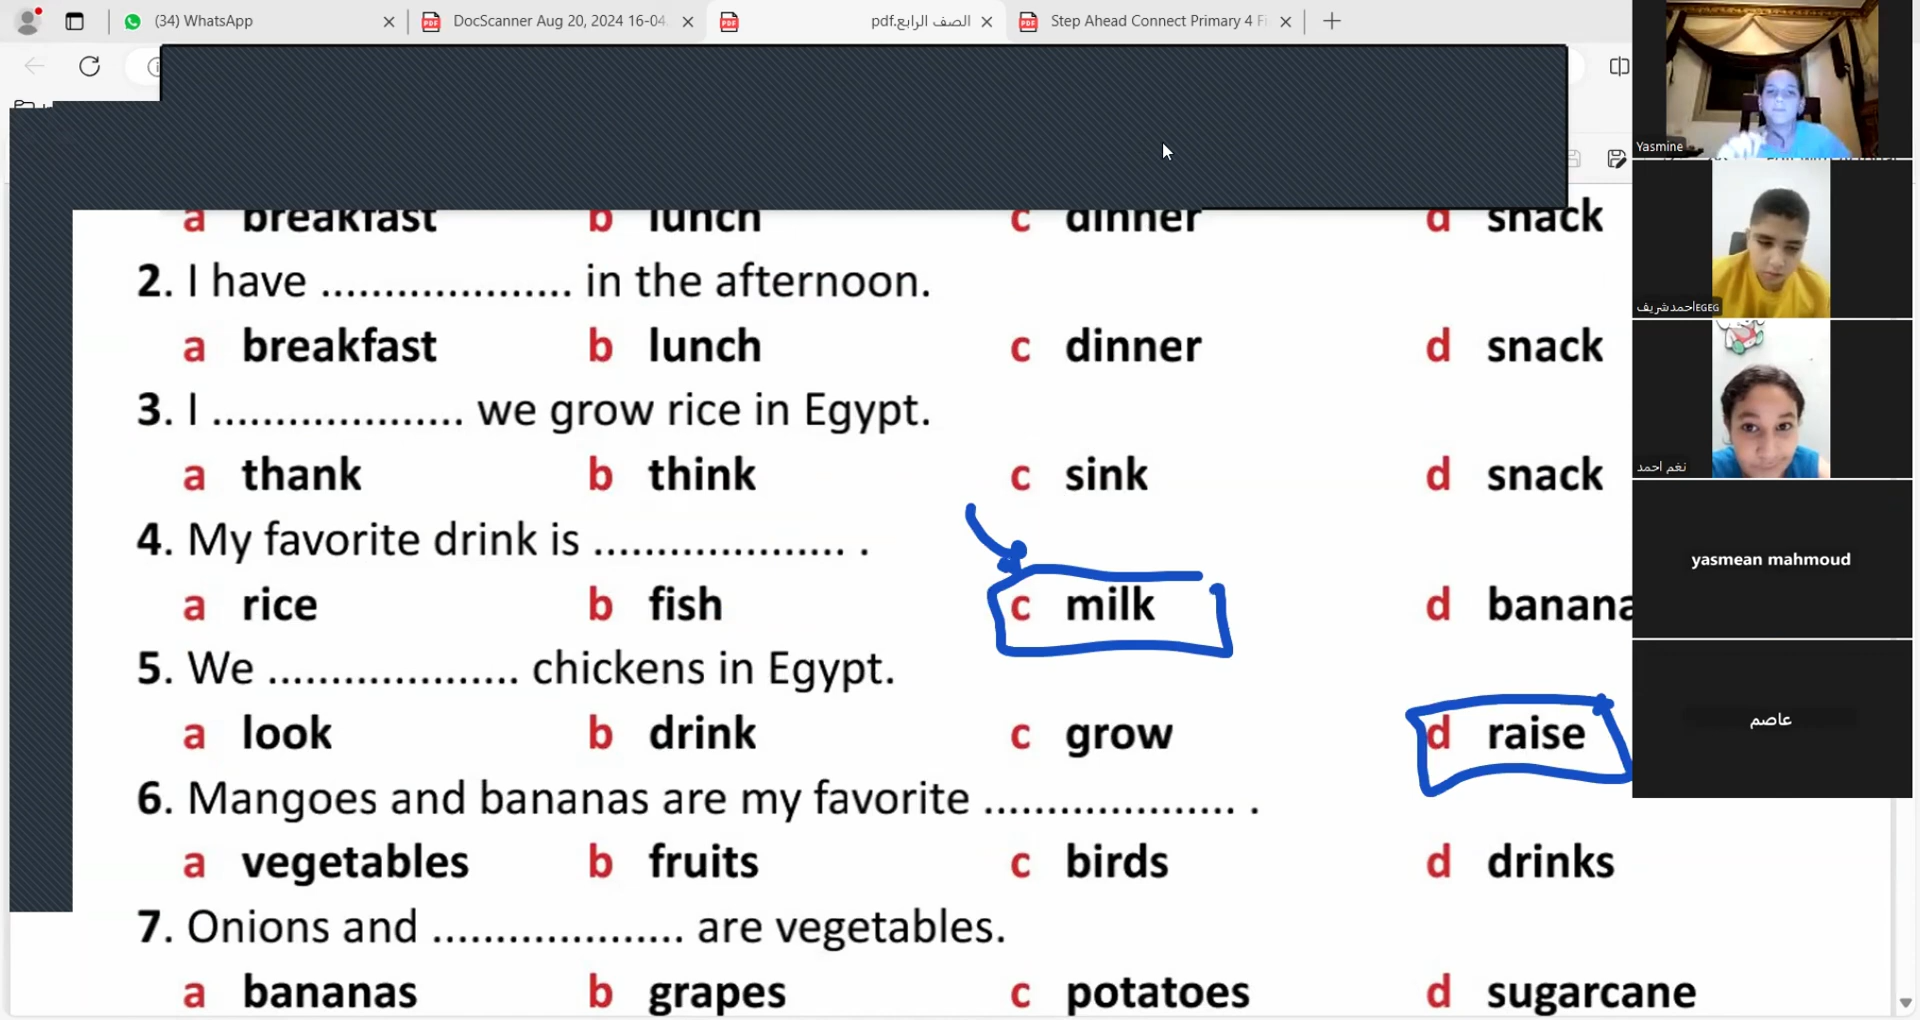 (34) WhatsApp
DocScanner Aug 20, 2024 16-04
الصف الرابع.pdf
Step Ahead Connect Primary 4 Fi
a breakfast b lunch c dinner d snack
2. I have .................... in the afternoon.
a breakfast b lunch c dinner d snack
3. I .................... we grow rice in Egypt.
a thank b think c sink d snack
4. My favorite drink is .................... .
a rice b fish c milk d banana
5. We .................... chickens in Egypt.
a look b drink c grow d raise
6. Mangoes and bananas are my favorite .................... .
a vegetables b fruits c birds d drinks
7. Onions and .................... are vegetables.
a bananas b grapes c potatoes d sugarcane
Yasmine
احمدشريفEGEG
نغم احمد
yasmean mahmoud
عاصم